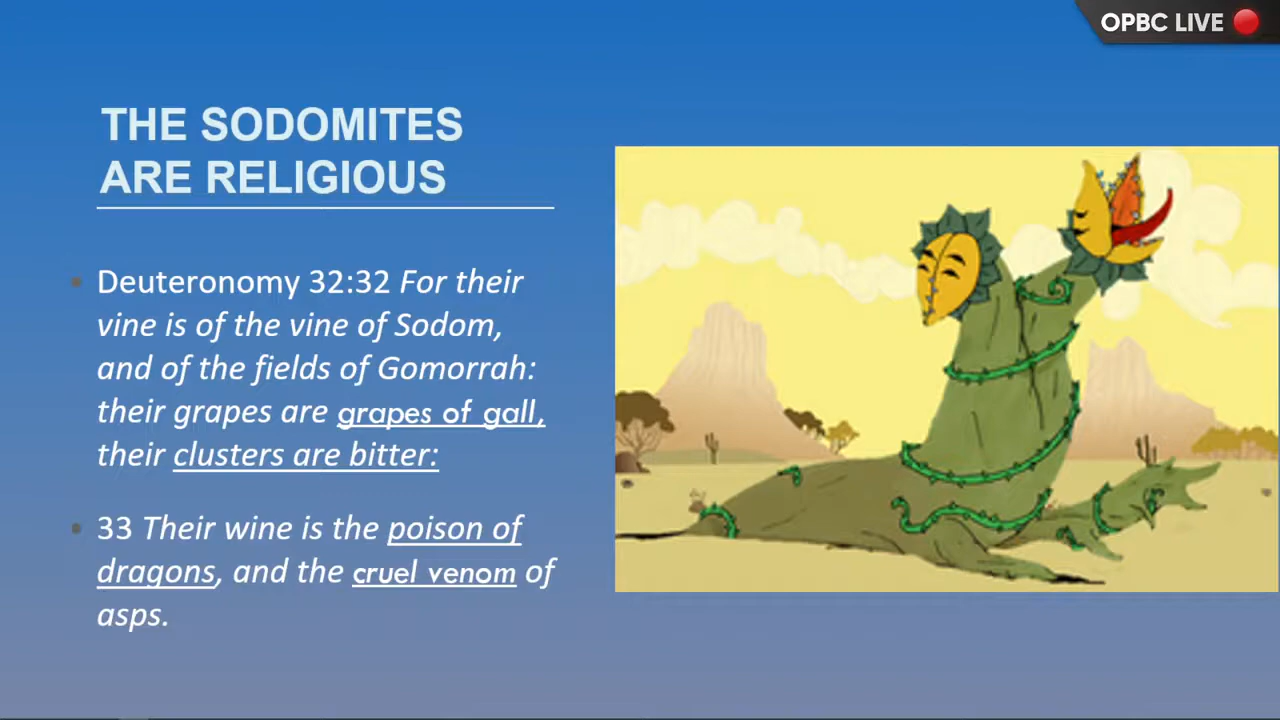 OPBC LIVE
THE SODOMITES
ARE RELIGIOUS
Deuteronomy 32:32 For their
vine is of the vine of Sodom,
and of the fields of Gomorrah:
their grapes are grapes of gall,
their clusters are bitter:
33 Their wine is the poison of
dragons, and the cruel venom of
asps.